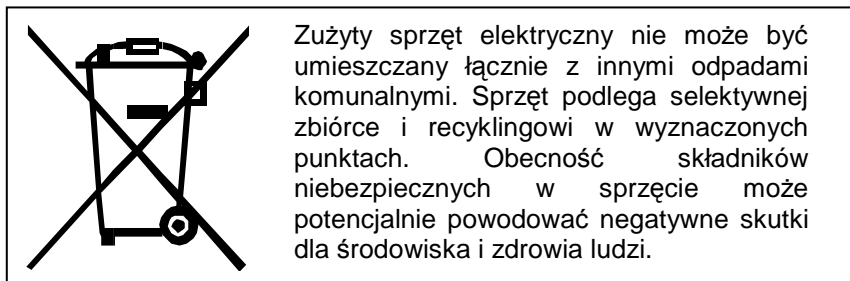 Zużyty sprzęt elektryczny nie może być
umieszczany łącznie z innymi odpadami
komunalnymi. Sprzęt podlega selektywnej
zbiórce i recyklingowi w wyznaczonych
punktach. Obecność składników
niebezpiecznych w sprzęcie może
potencjalnie powodować negatywne skutki
dla środowiska i zdrowia ludzi.